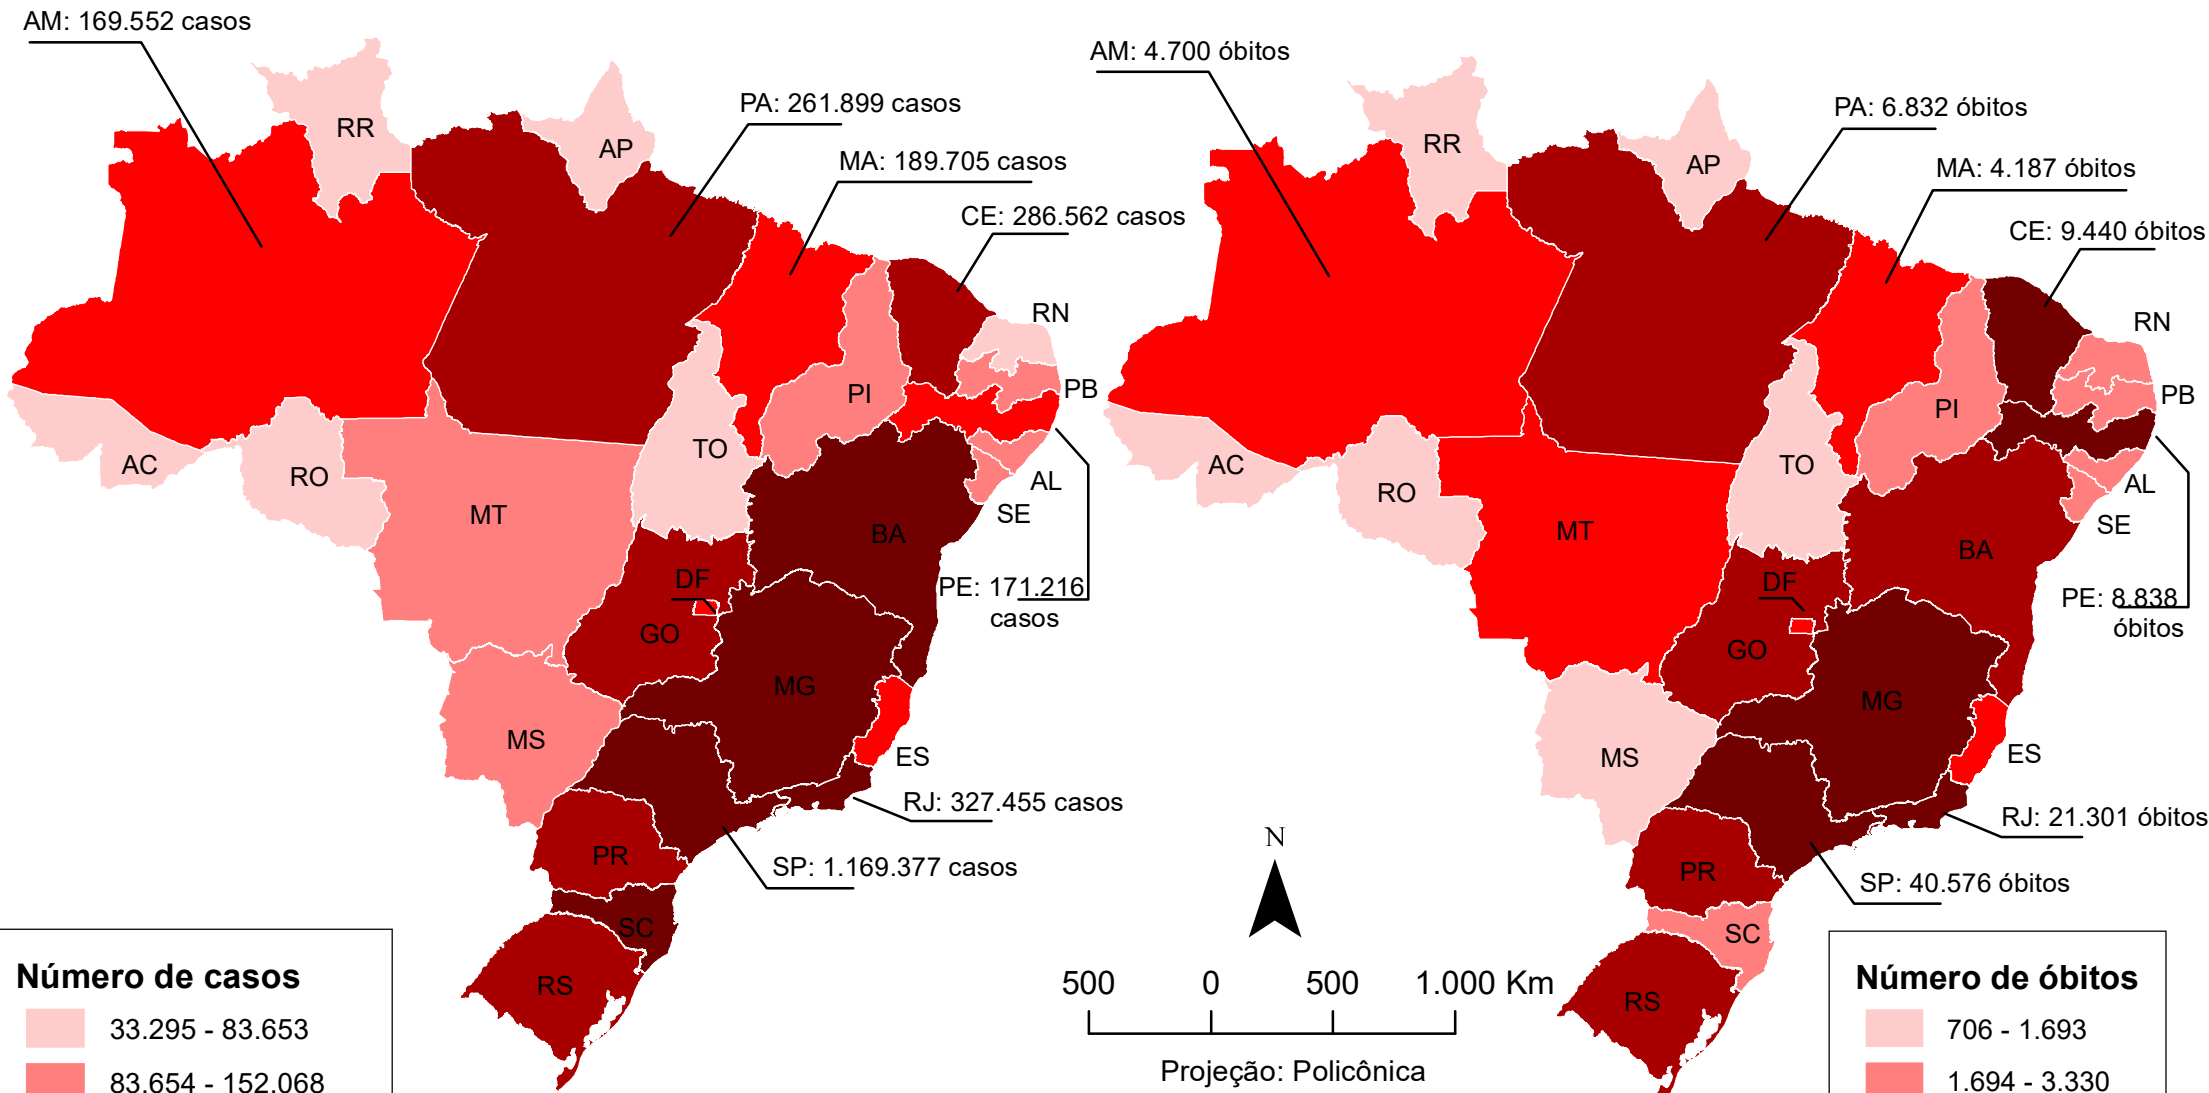 AM: 169.552 casos
RR
AP
PA: 261.899 casos
MA: 189.705 casos
CE: 286.562 casos
RN
PB
PI
TO
AC
RO
MT
AL
SE
BA
DF
PE: 171.216
casos
GO
MG
MS
ES
RJ: 327.455 casos
PR
SP: 1.169.377 casos
SC
RS
Número de casos
33.295 - 83.653
83.654 - 152.068
AM: 4.700 óbitos
RR
AP
PA: 6.832 óbitos
MA: 4.187 óbitos
CE: 9.440 óbitos
RN
PB
PI
TO
AC
RO
MT
AL
SE
BA
DF
PE: 8.838
óbitos
GO
MG
MS
ES
RJ: 21.301 óbitos
PR
SP: 40.576 óbitos
SC
RS
N
500 0 500 1.000 Km
Projeção: Policônica
Número de óbitos
706 - 1.693
1.694 - 3.330